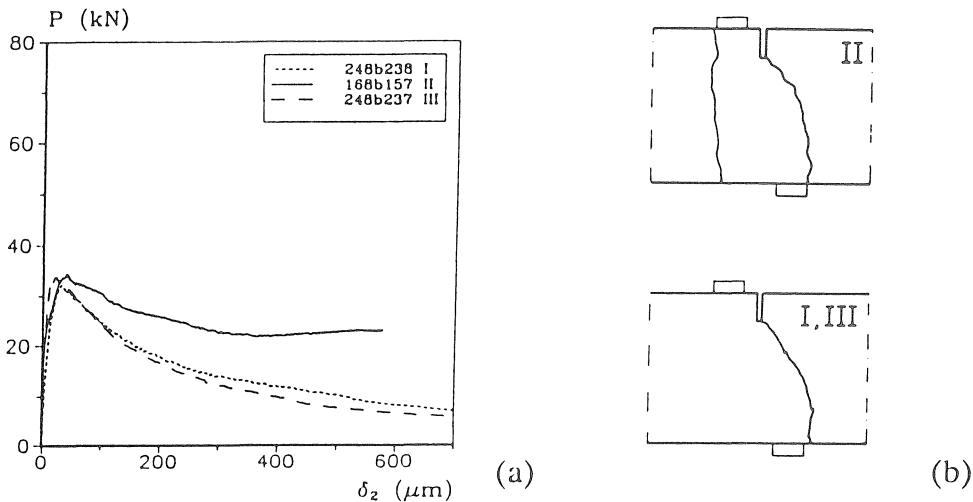 P (kN)
80
60
40
20
0
248b238 I
168b157 II
248b237 III
0
200
400
600
δ₂ (μm)
(a)
II
I, III
(b)